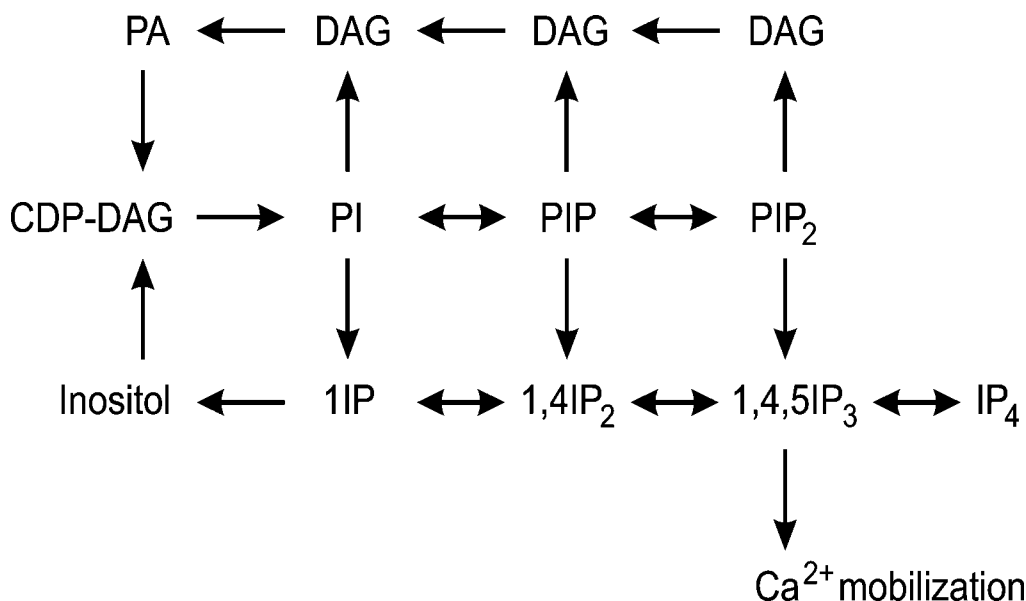 PA DAG DAG DAG
CDP-DAG PI PIP PIP₂
Inositol 1IP 1,4IP₂ 1,4,5IP₃ IP₄
Ca²⁺ mobilization